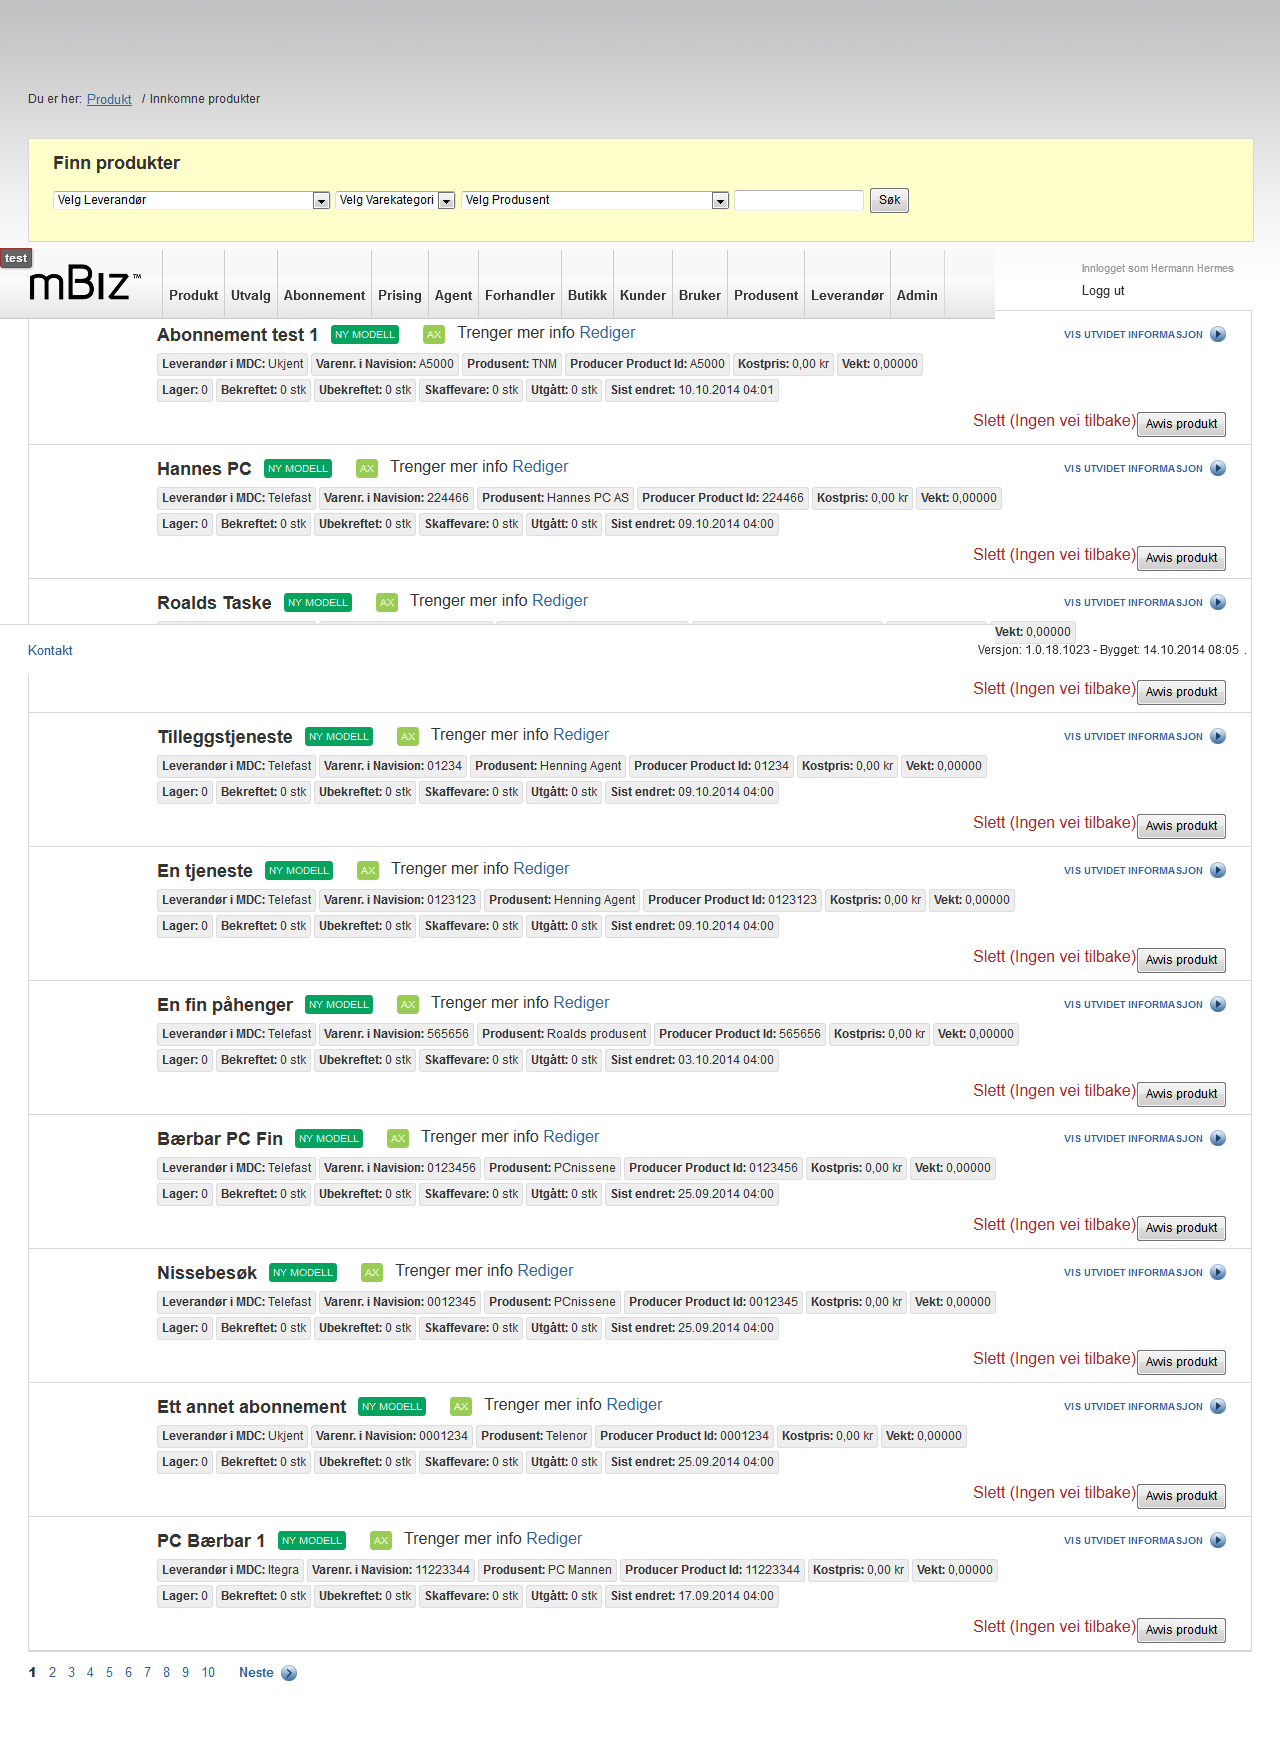 Du er her: Produkt / Innkomne produkter
Finn produkter
Velg Leverandør Velg Varekategori Velg Produsent Søk
test
mBiz™
Produkt Utvalg Abonnement Prising Agent Forhandler Butikk Kunder Bruker Produsent Leverandør Admin
Innlogget som Hermann Hermes
Logg ut
Abonnement test 1 NY MODELL AX Trenger mer info Rediger VIS UTVIDET INFORMASJON
Leverandør i MDC: Ukjent Varenr. i Navision: A5000 Produsent: TNM Producer Product Id: A5000 Kostpris: 0,00 kr Vekt: 0,00000
Lager: 0 Bekreftet: 0 stk Ubekreftet: 0 stk Skaffevare: 0 stk Utgått: 0 stk Sist endret: 10.10.2014 04:01
Slett (Ingen vei tilbake) Avvis produkt
Hannes PC NY MODELL AX Trenger mer info Rediger VIS UTVIDET INFORMASJON
Leverandør i MDC: Telefast Varenr. i Navision: 224466 Produsent: Hannes PC AS Producer Product Id: 224466 Kostpris: 0,00 kr Vekt: 0,00000
Lager: 0 Bekreftet: 0 stk Ubekreftet: 0 stk Skaffevare: 0 stk Utgått: 0 stk Sist endret: 09.10.2014 04:00
Slett (Ingen vei tilbake) Avvis produkt
Roalds Taske NY MODELL AX Trenger mer info Rediger VIS UTVIDET INFORMASJON
Vekt: 0,00000
Kontakt Versjon: 1.0.18.1023 - Bygget: 14.10.2014 08:05 .
Slett (Ingen vei tilbake) Avvis produkt
Tilleggstjeneste NY MODELL AX Trenger mer info Rediger VIS UTVIDET INFORMASJON
Leverandør i MDC: Telefast Varenr. i Navision: 01234 Produsent: Henning Agent Producer Product Id: 01234 Kostpris: 0,00 kr Vekt: 0,00000
Lager: 0 Bekreftet: 0 stk Ubekreftet: 0 stk Skaffevare: 0 stk Utgått: 0 stk Sist endret: 09.10.2014 04:00
Slett (Ingen vei tilbake) Avvis produkt
En tjeneste NY MODELL AX Trenger mer info Rediger VIS UTVIDET INFORMASJON
Leverandør i MDC: Telefast Varenr. i Navision: 0123123 Produsent: Henning Agent Producer Product Id: 0123123 Kostpris: 0,00 kr Vekt: 0,00000
Lager: 0 Bekreftet: 0 stk Ubekreftet: 0 stk Skaffevare: 0 stk Utgått: 0 stk Sist endret: 09.10.2014 04:00
Slett (Ingen vei tilbake) Avvis produkt
En fin påhenger NY MODELL AX Trenger mer info Rediger VIS UTVIDET INFORMASJON
Leverandør i MDC: Telefast Varenr. i Navision: 565656 Produsent: Roalds produsent Producer Product Id: 565656 Kostpris: 0,00 kr Vekt: 0,00000
Lager: 0 Bekreftet: 0 stk Ubekreftet: 0 stk Skaffevare: 0 stk Utgått: 0 stk Sist endret: 03.10.2014 04:00
Slett (Ingen vei tilbake) Avvis produkt
Bærbar PC Fin NY MODELL AX Trenger mer info Rediger VIS UTVIDET INFORMASJON
Leverandør i MDC: Telefast Varenr. i Navision: 0123456 Produsent: PCnissene Producer Product Id: 0123456 Kostpris: 0,00 kr Vekt: 0,00000
Lager: 0 Bekreftet: 0 stk Ubekreftet: 0 stk Skaffevare: 0 stk Utgått: 0 stk Sist endret: 25.09.2014 04:00
Slett (Ingen vei tilbake) Avvis produkt
Nissebesøk NY MODELL AX Trenger mer info Rediger VIS UTVIDET INFORMASJON
Leverandør i MDC: Telefast Varenr. i Navision: 0012345 Produsent: PCnissene Producer Product Id: 0012345 Kostpris: 0,00 kr Vekt: 0,00000
Lager: 0 Bekreftet: 0 stk Ubekreftet: 0 stk Skaffevare: 0 stk Utgått: 0 stk Sist endret: 25.09.2014 04:00
Slett (Ingen vei tilbake) Avvis produkt
Ett annet abonnement NY MODELL AX Trenger mer info Rediger VIS UTVIDET INFORMASJON
Leverandør i MDC: Ukjent Varenr. i Navision: 0001234 Produsent: Telenor Producer Product Id: 0001234 Kostpris: 0,00 kr Vekt: 0,00000
Lager: 0 Bekreftet: 0 stk Ubekreftet: 0 stk Skaffevare: 0 stk Utgått: 0 stk Sist endret: 25.09.2014 04:00
Slett (Ingen vei tilbake) Avvis produkt
PC Bærbar 1 NY MODELL AX Trenger mer info Rediger VIS UTVIDET INFORMASJON
Leverandør i MDC: Itegra Varenr. i Navision: 11223344 Produsent: PC Mannen Producer Product Id: 11223344 Kostpris: 0,00 kr Vekt: 0,00000
Lager: 0 Bekreftet: 0 stk Ubekreftet: 0 stk Skaffevare: 0 stk Utgått: 0 stk Sist endret: 17.09.2014 04:00
Slett (Ingen vei tilbake) Avvis produkt
1 2 3 4 5 6 7 8 9 10 Neste